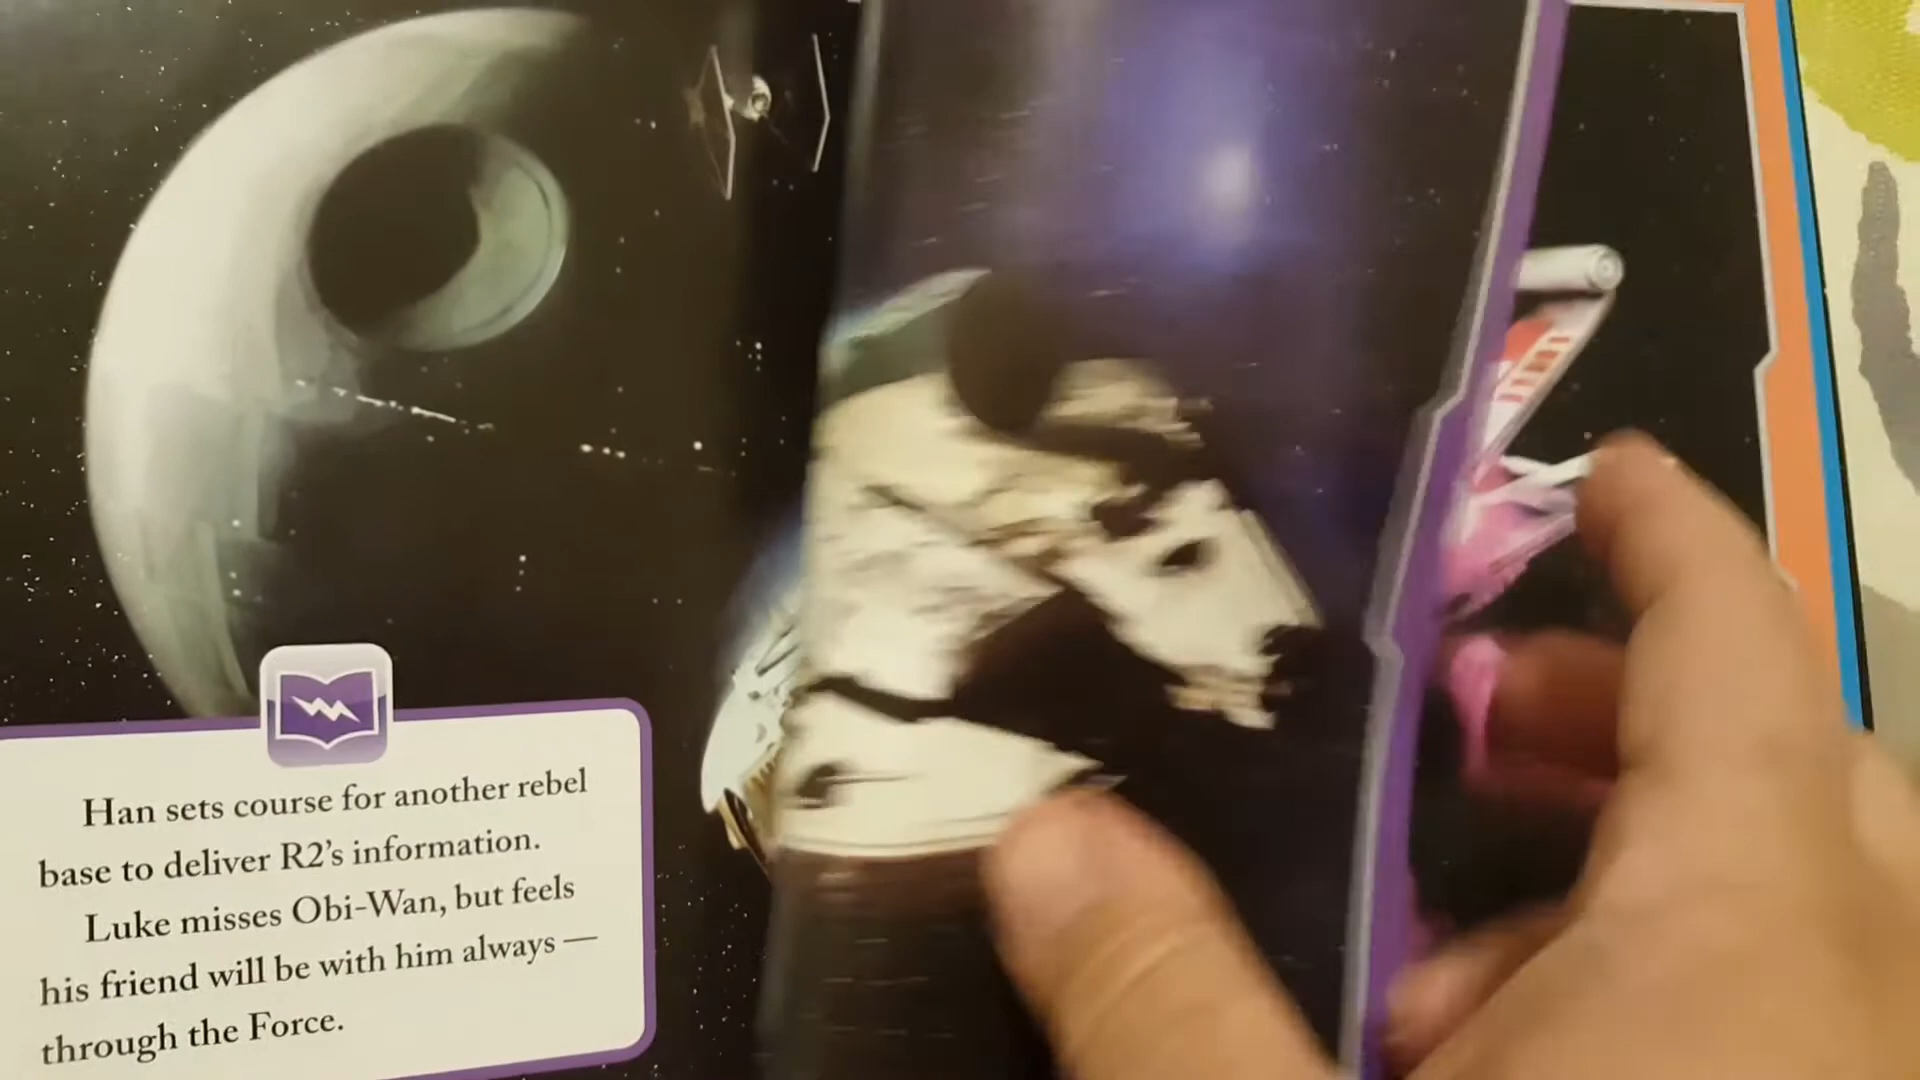 Han sets course for another rebel
base to deliver R2's information.
Luke misses Obi-Wan, but feels
his friend will be with him always —
through the Force.